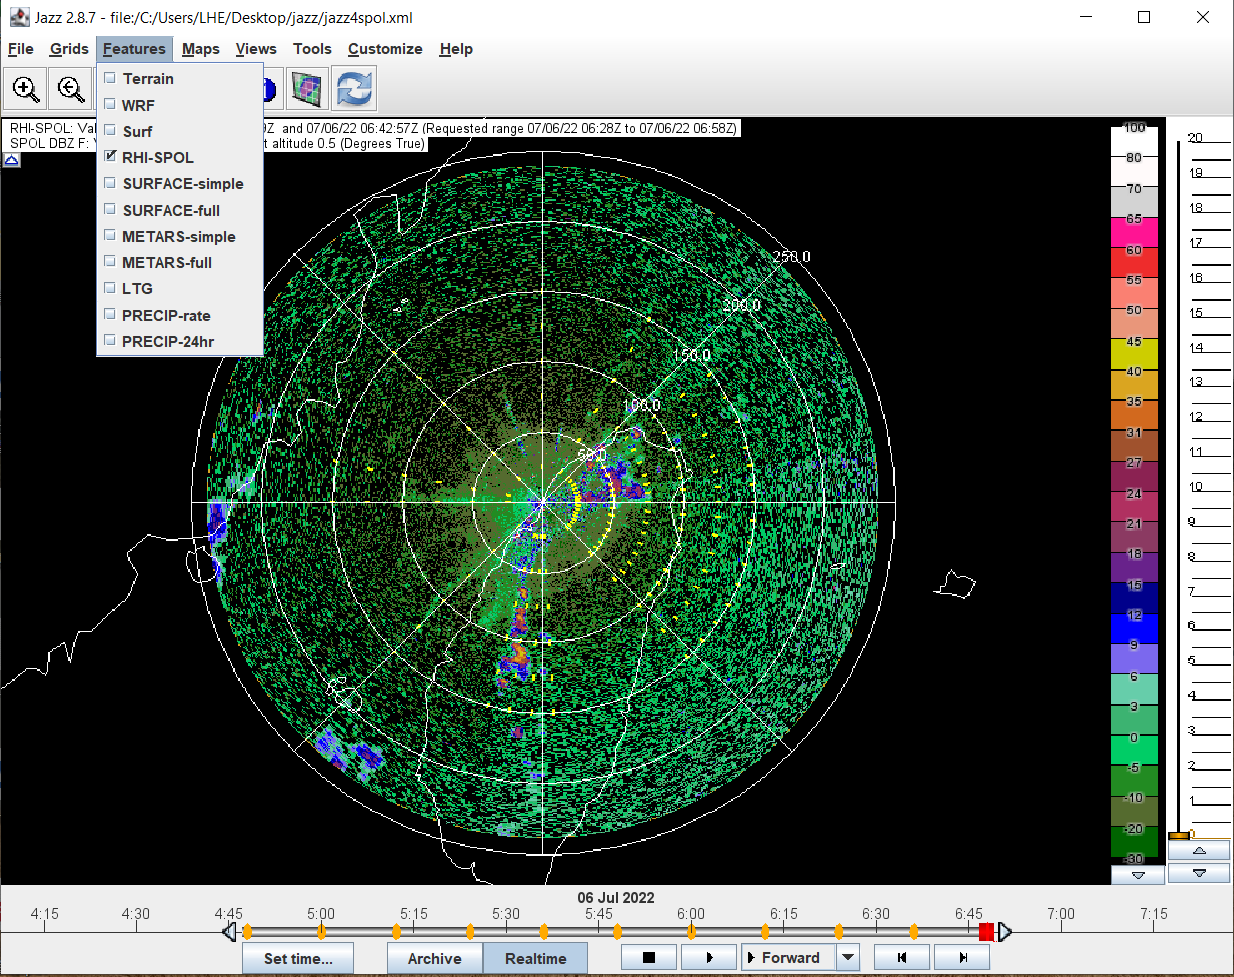 Jazz 2.8.7 - file:/C:/Users/LHE/Desktop/jazz/jazz4spol.xml
File Grids Features Maps Views Tools Customize Help
Terrain
WRF
Surf
RHI-SPOL
SURFACE-simple
SURFACE-full
METARS-simple
METARS-full
LTG
PRECIP-rate
PRECIP-24hr
RHI-SPOL: Val 9Z and 07/06/22 06:42:57Z (Requested range 07/06/22 06:28Z to 07/06/22 06:58Z)
SPOL DBZ F: t altitude 0.5 (Degrees True)
250.0
200.0
150.0
100.0
50.0
100
80
70
65
60
55
50
45
40
35
31
27
24
21
18
15
12
9
6
3
0
-5
-10
-20
-30
20
19
18
17
16
15
14
13
12
11
10
9
8
7
6
5
4
3
2
1
0
06 Jul 2022
4:15 4:30 4:45 5:00 5:15 5:30 5:45 6:00 6:15 6:30 6:45 7:00 7:15
Set time... Archive Realtime Forward